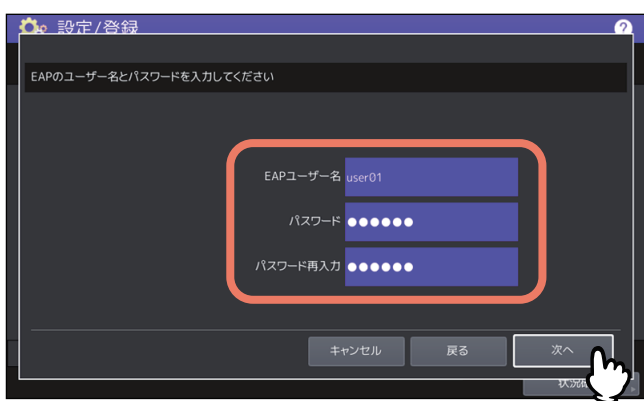 設定/登録
?
EAPのユーザー名とパスワードを入力してください
EAPユーザー名 user01
パスワード ●●●●●●
パスワード再入力 ●●●●●●
キャンセル 戻る 次へ
状況